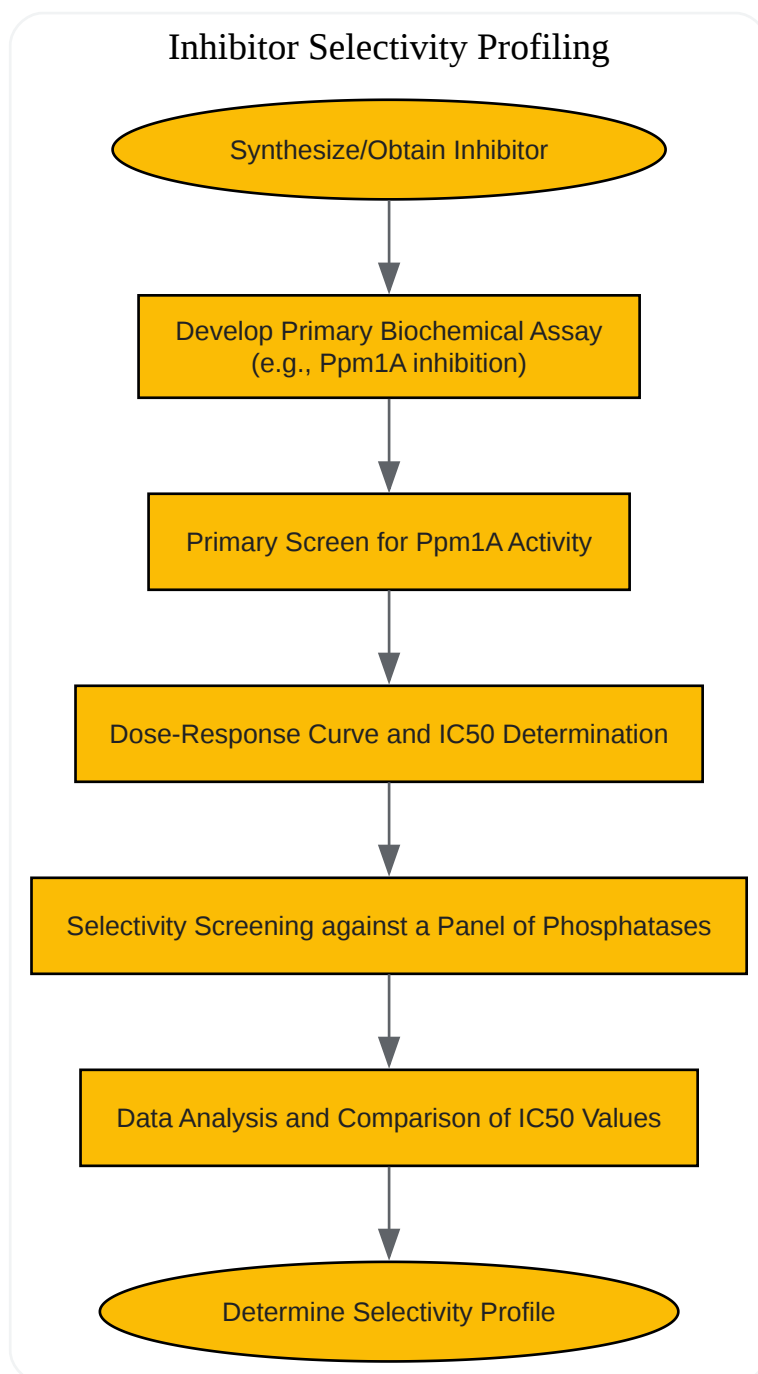 Inhibitor Selectivity Profiling
Synthesize/Obtain Inhibitor
Develop Primary Biochemical Assay
(e.g., Ppm1A inhibition)
Primary Screen for Ppm1A Activity
Dose-Response Curve and IC50 Determination
Selectivity Screening against a Panel of Phosphatases
Data Analysis and Comparison of IC50 Values
Determine Selectivity Profile